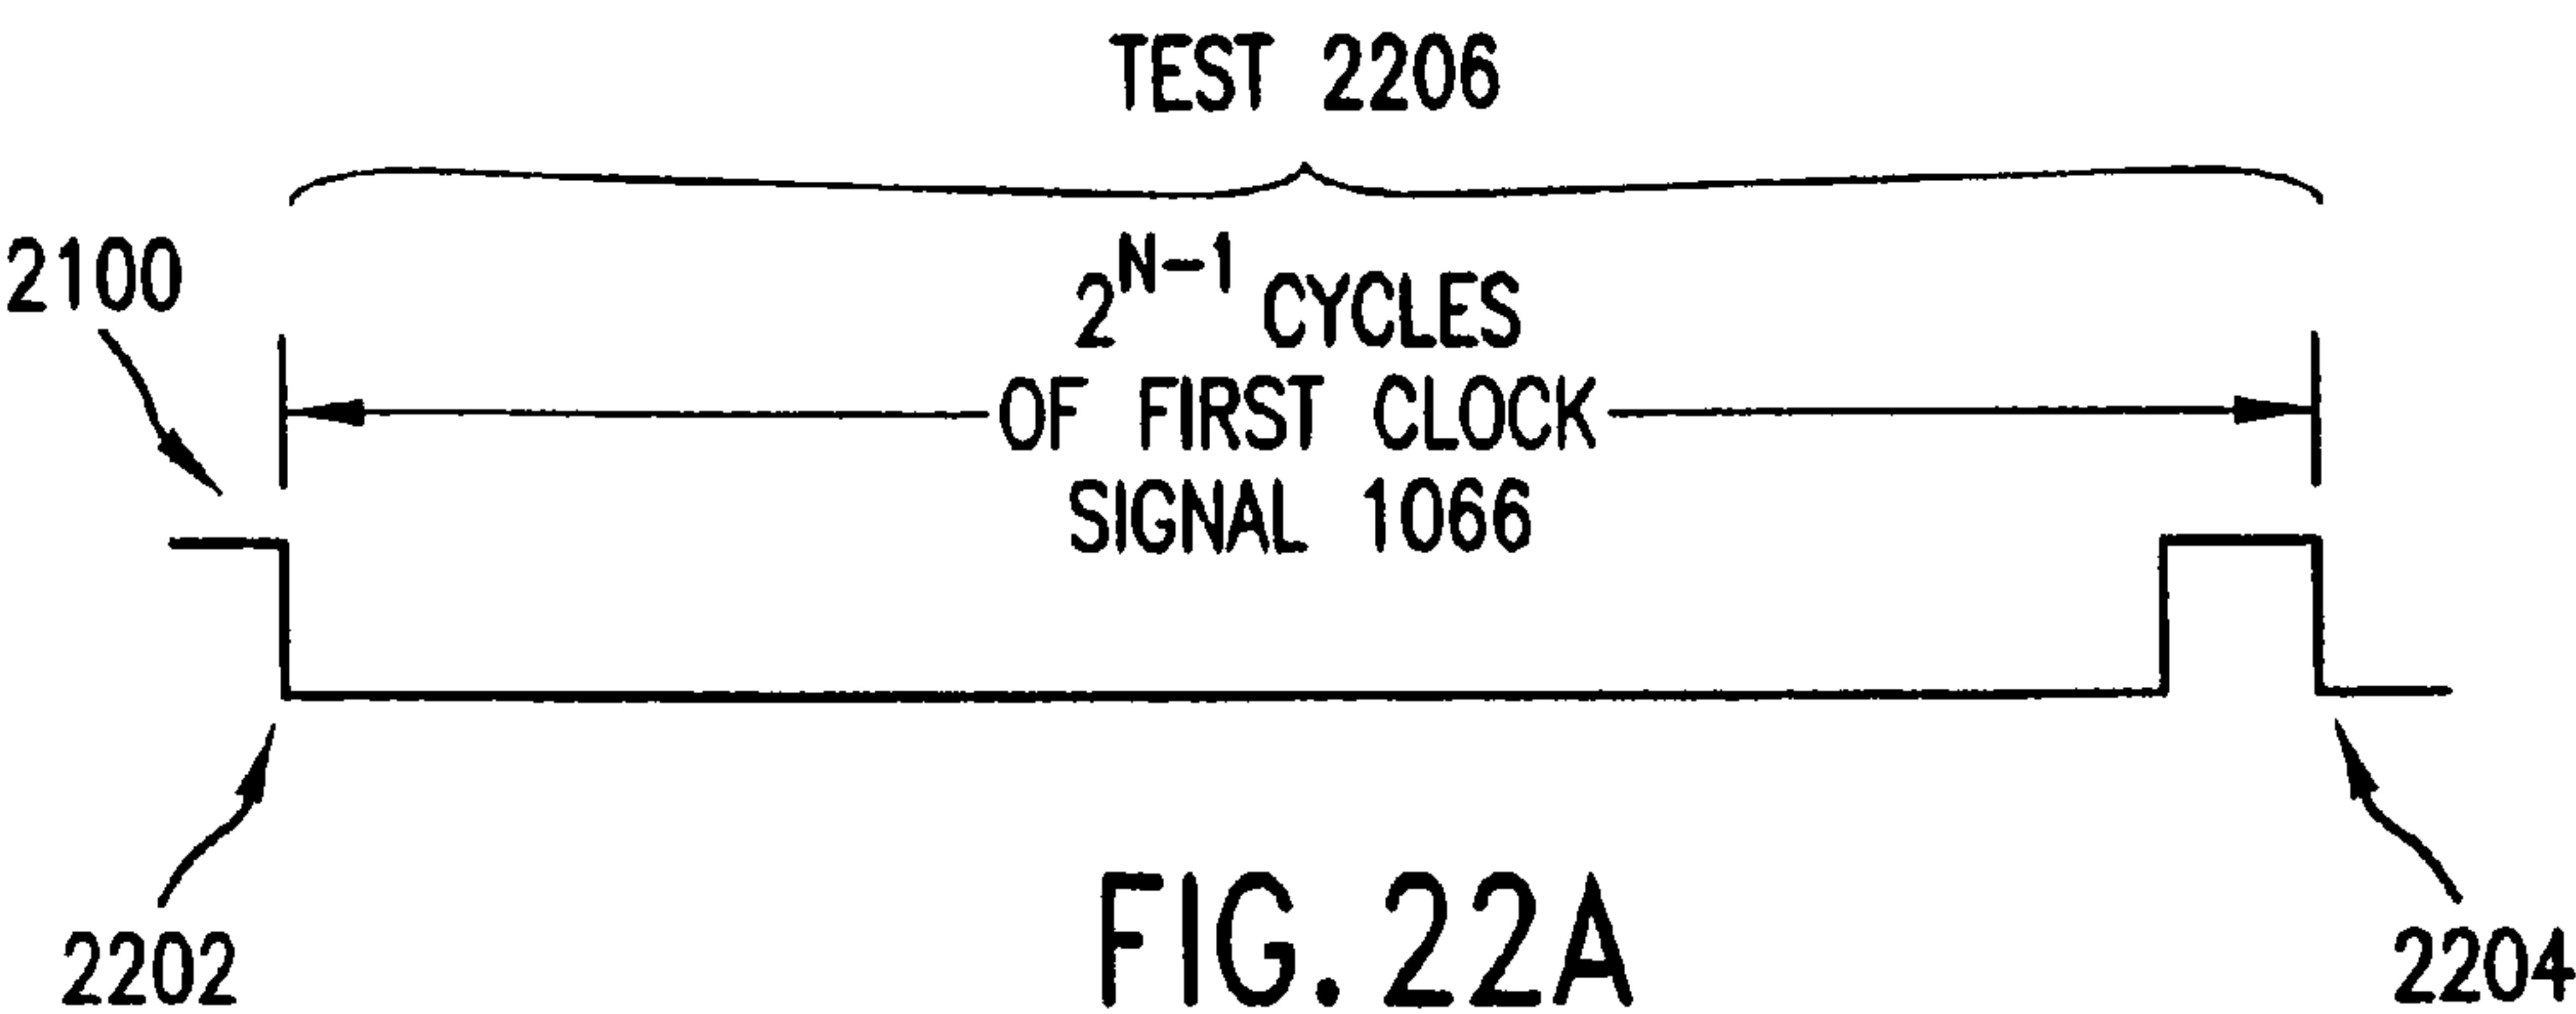 TEST 2206
2100
2^N-1 CYCLES
OF FIRST CLOCK
SIGNAL 1066
2202
2204
FIG. 22A